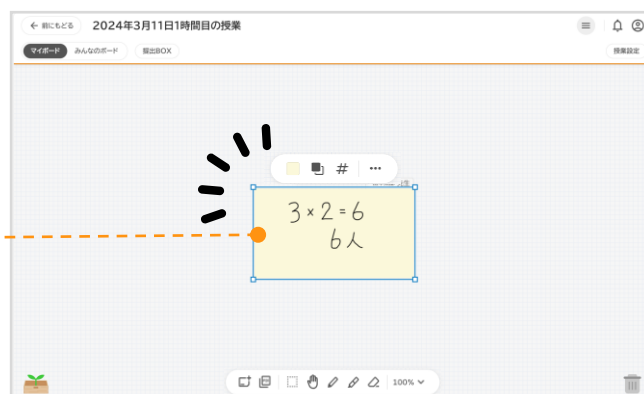 ← 前にもどる 2024年3月11日1時間目の授業
マイボード みんなのボード 提出BOX 授業設定
#
3×2=6
6人
100%